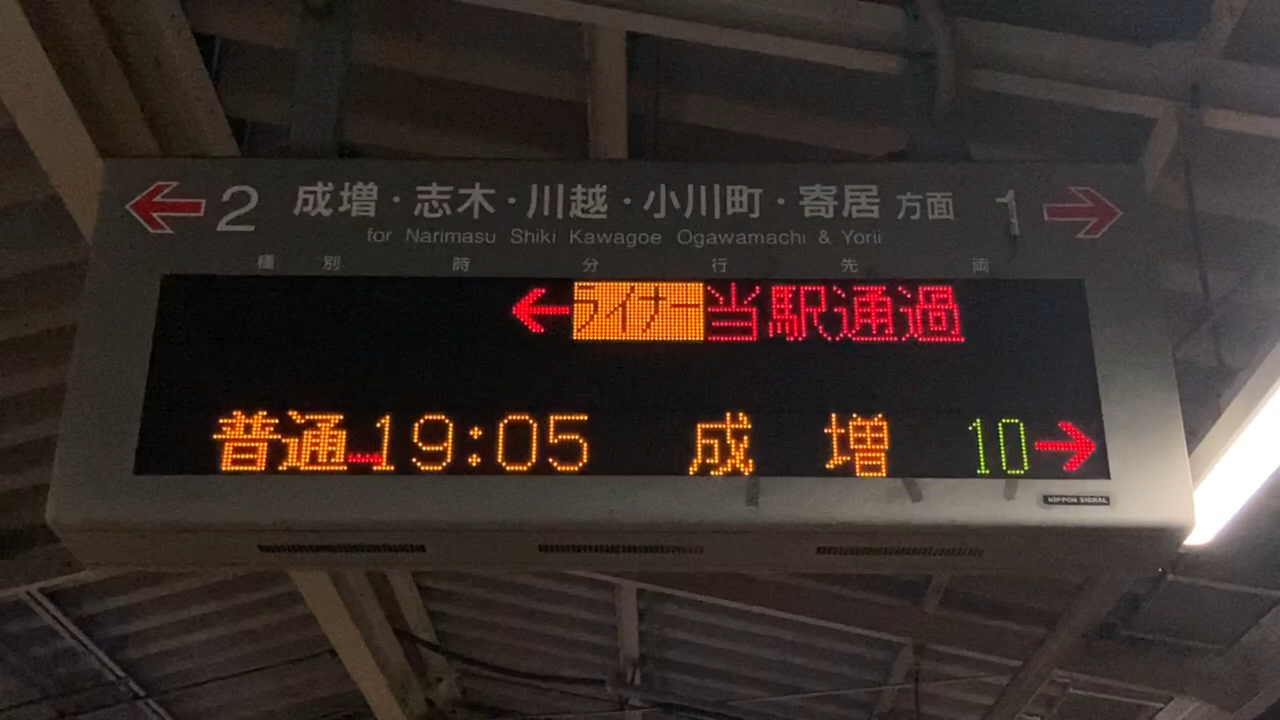 2 成増・志木・川越・小川町・寄居 方面 1
for Narimasu Shiki Kawagoe Ogawamachi & Yorii
種別 時 分 行 先 両
←ライナー当駅通過
普通 19:05 成増 10→
NIPPON SIGNAL